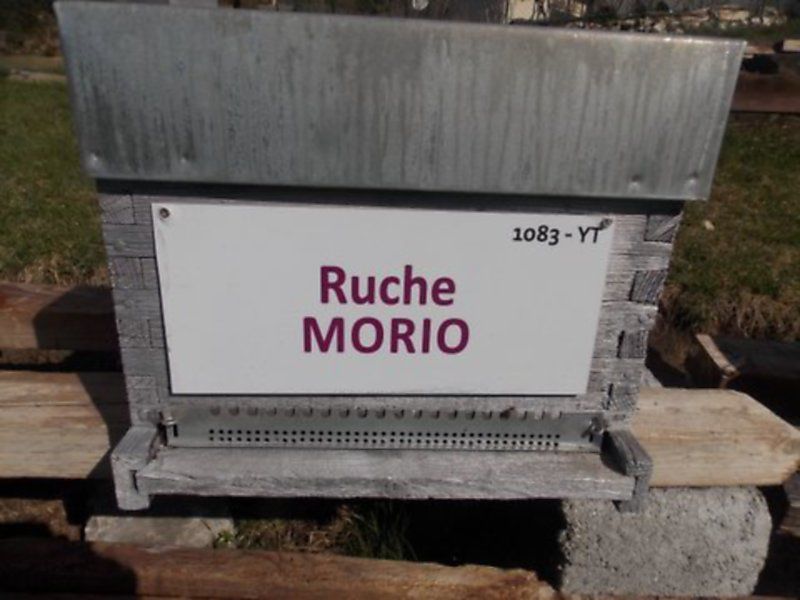 1083 - YT
Ruche
MORIO